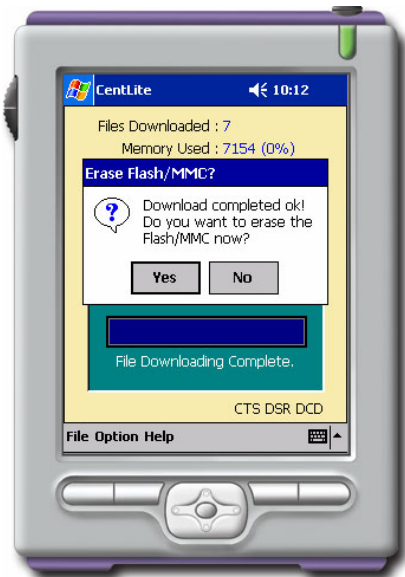 CentLite 10:12
Files Downloaded : 7
Memory Used : 7154 (0%)
Erase Flash/MMC?
Download completed ok!
Do you want to erase the
Flash/MMC now?
Yes No
File Downloading Complete.
CTS DSR DCD
File Option Help